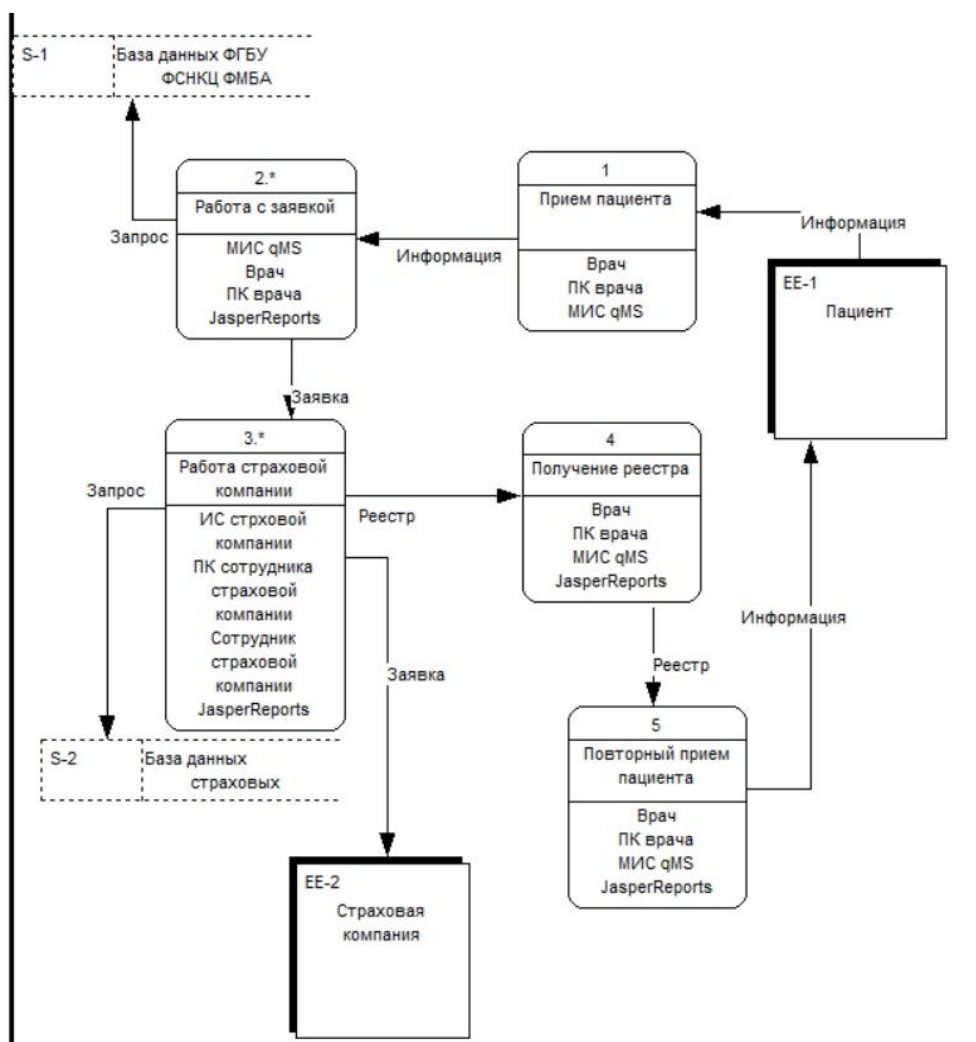 S-1
База данных ФГБУ
ФСНКЦ ФМБА
2.*
Работа с заявкой
МИС qMS
Врач
ПК врача
JasperReports
Запрос
Информация
1
Прием пациента
Врач
ПК врача
МИС qMS
Информация
EE-1
Пациент
Заявка
3.*
Работа страховой
компании
ИС стрховой
компании
ПК сотрудника
страховой
компании
Сотрудник
страховой
компании
JasperReports
Запрос
Реестр
4
Получение реестра
Врач
ПК врача
МИС qMS
JasperReports
Информация
Заявка
Реестр
S-2
База данных
страховых
5
Повторный прием
пациента
Врач
ПК врача
МИС qMS
JasperReports
EE-2
Страховая
компания